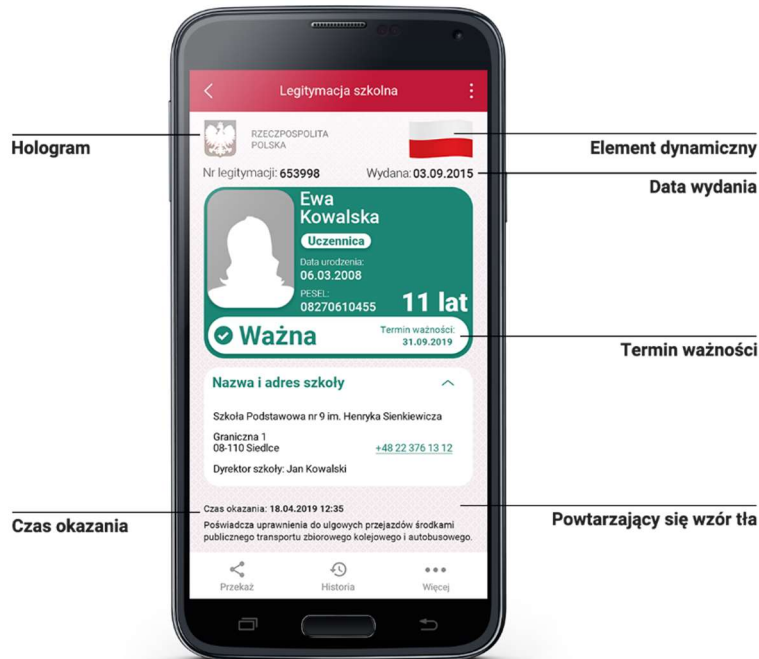 Legitymacja szkolna
Hologram
RZECZPOSPOLITA
POLSKA
Element dynamiczny
Nr legitymacji: 653998
Wydana: 03.09.2015
Data wydania
Ewa
Kowalska
Uczennica
Data urodzenia:
06.03.2008
PESEL:
08270610455
11 lat
Ważna
Termin ważności:
31.09.2019
Termin ważności
Nazwa i adres szkoły
Szkoła Podstawowa nr 9 im. Henryka Sienkiewicza
Graniczna 1
08-110 Siedlce
+48 22 376 13 12
Dyrektor szkoły: Jan Kowalski
Czas okazania: 18.04.2019 12:35
Czas okazania
Powtarzający się wzór tła
Poświadcza uprawnienia do ulgowych przejazdów środkami
publicznego transportu zbiorowego kolejowego i autobusowego.
Przekaż
Historia
Więcej